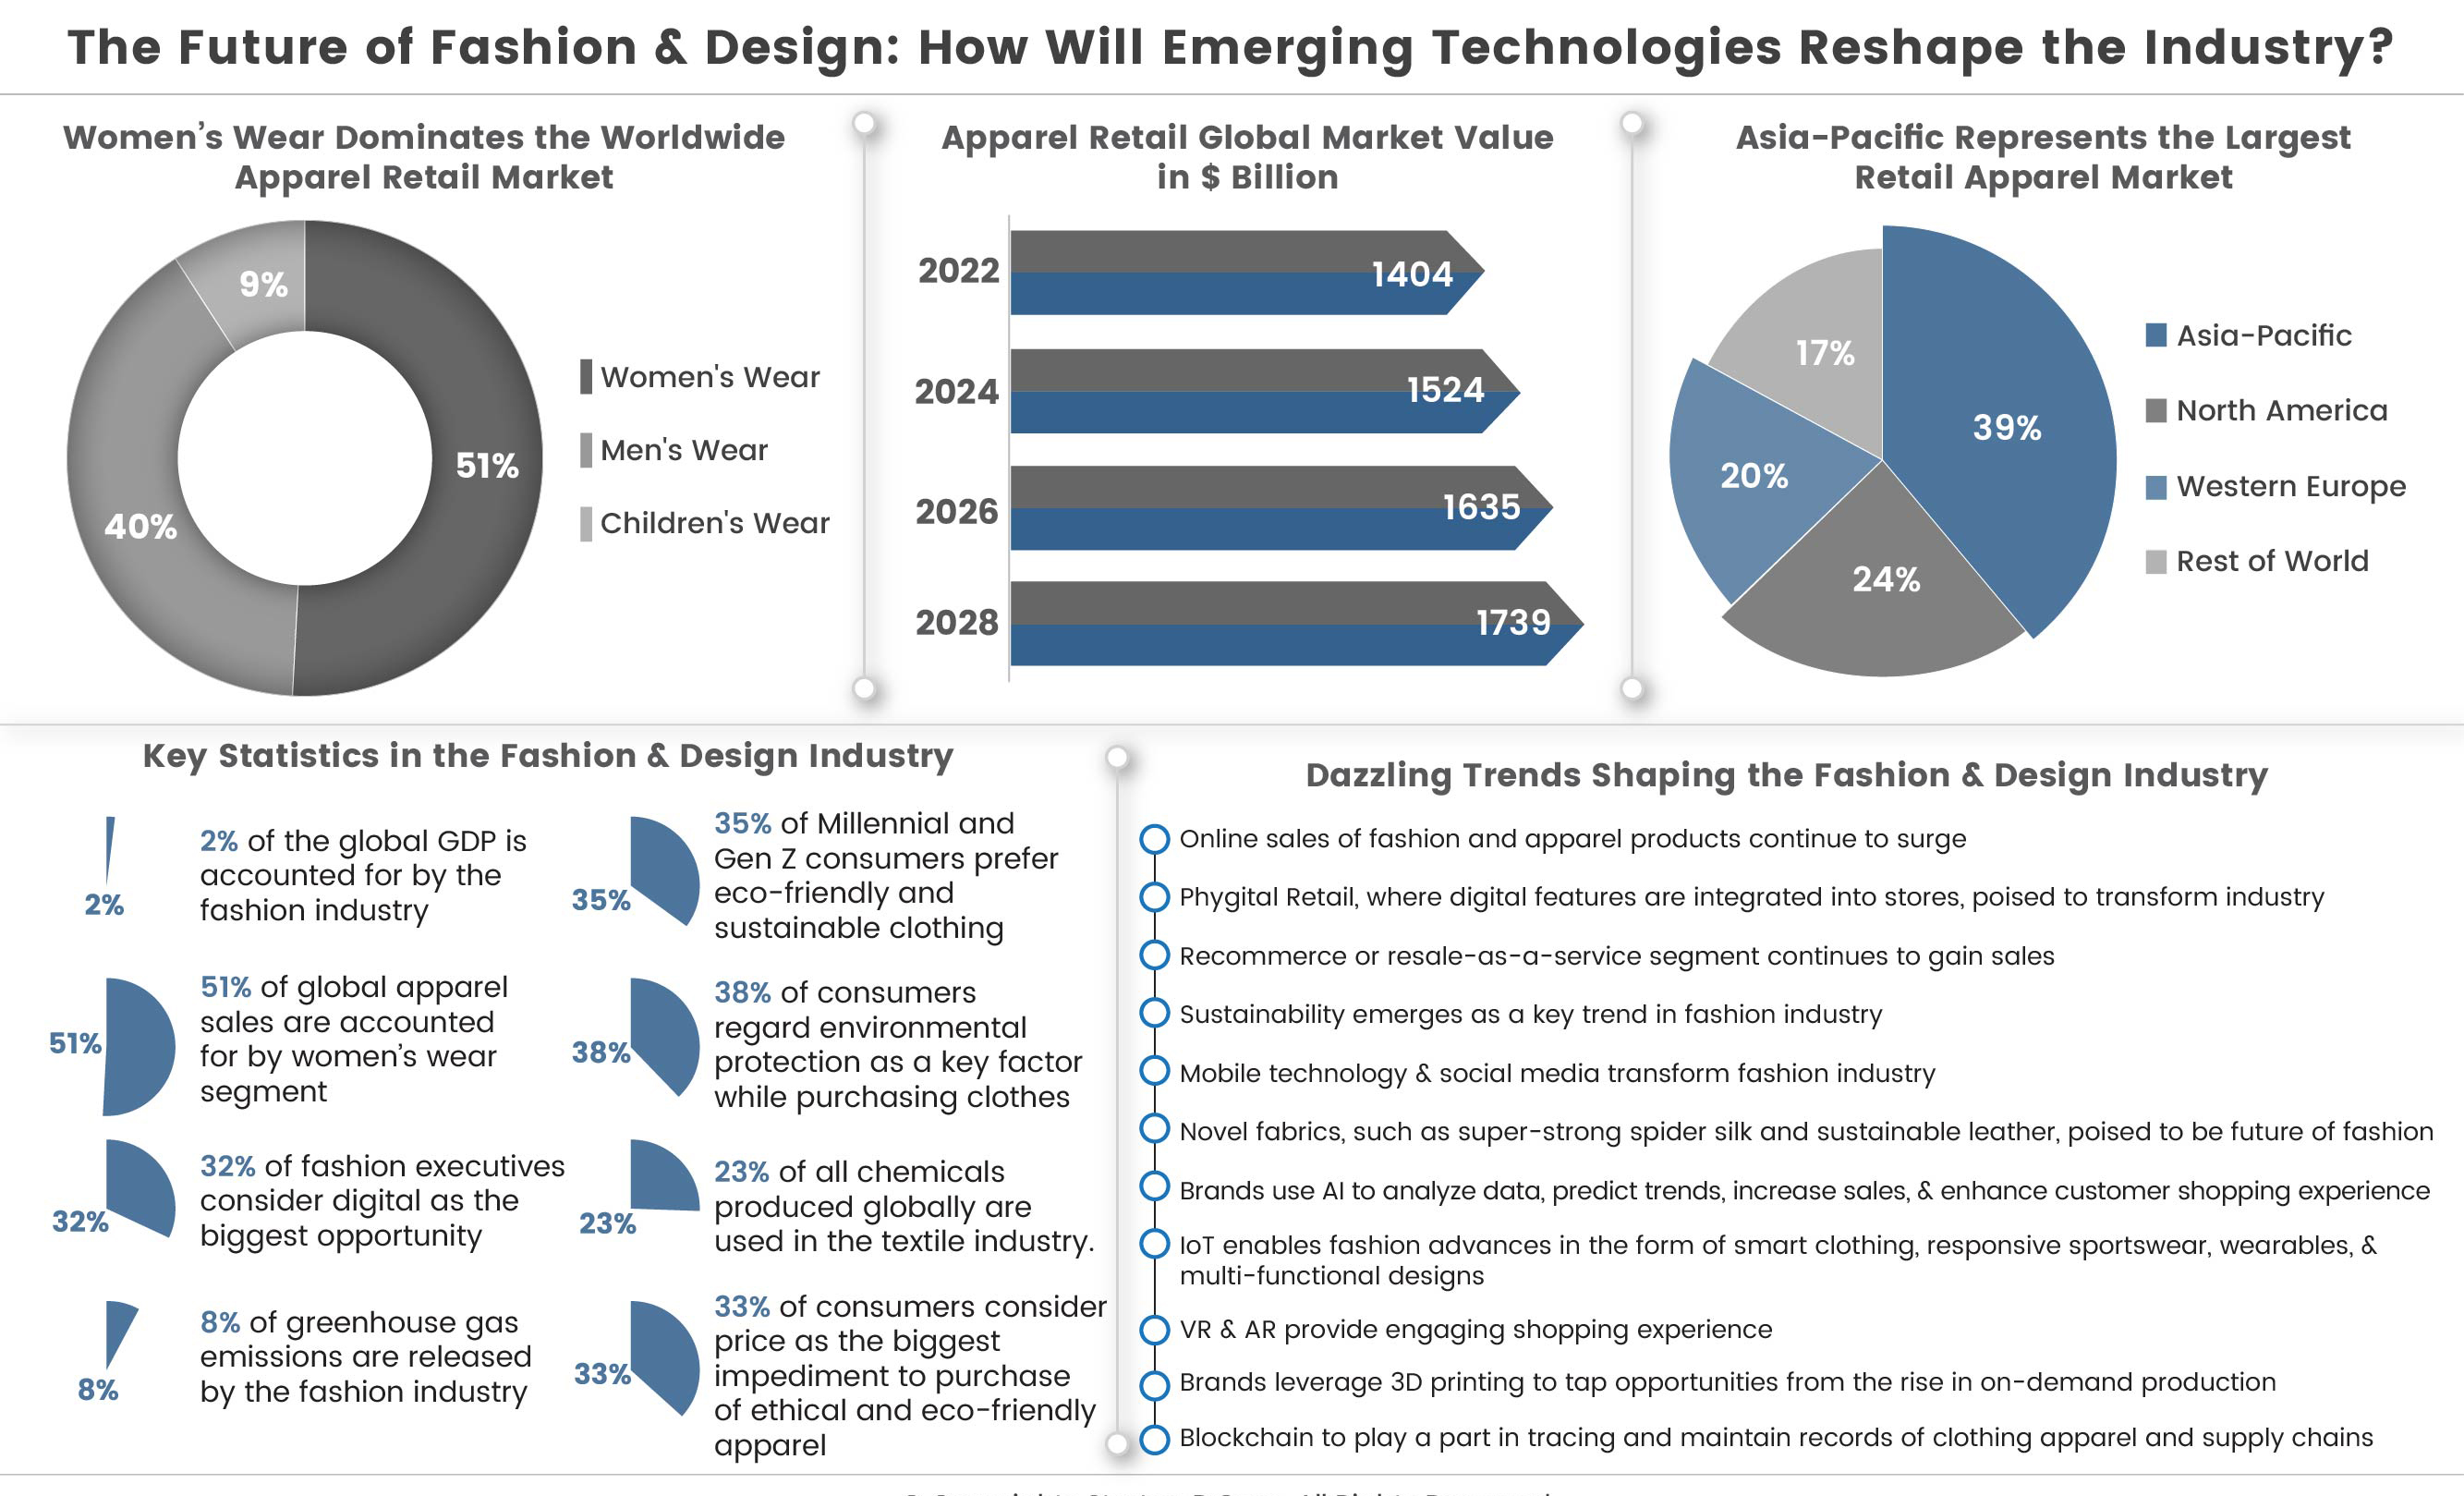 The Future of Fashion & Design: How Will Emerging Technologies Reshape the Industry?
Women’s Wear Dominates the Worldwide
Apparel Retail Market
9%
51%
40%
Women's Wear
Men's Wear
Children's Wear
Apparel Retail Global Market Value
in $ Billion
2022
1404
2024
1524
2026
1635
2028
1739
Asia-Pacific Represents the Largest
Retail Apparel Market
17%
39%
20%
24%
Asia-Pacific
North America
Western Europe
Rest of World
Key Statistics in the Fashion & Design Industry
2%
2% of the global GDP is
accounted for by the
fashion industry
35%
35% of Millennial and
Gen Z consumers prefer
eco-friendly and
sustainable clothing
51%
51% of global apparel
sales are accounted
for by women’s wear
segment
38%
38% of consumers
regard environmental
protection as a key factor
while purchasing clothes
32%
32% of fashion executives
consider digital as the
biggest opportunity
23%
23% of all chemicals
produced globally are
used in the textile industry.
8%
8% of greenhouse gas
emissions are released
by the fashion industry
33%
33% of consumers consider
price as the biggest
impediment to purchase
of ethical and eco-friendly
apparel
Dazzling Trends Shaping the Fashion & Design Industry
Online sales of fashion and apparel products continue to surge
Phygital Retail, where digital features are integrated into stores, poised to transform industry
Recommerce or resale-as-a-service segment continues to gain sales
Sustainability emerges as a key trend in fashion industry
Mobile technology & social media transform fashion industry
Novel fabrics, such as super-strong spider silk and sustainable leather, poised to be future of fashion
Brands use AI to analyze data, predict trends, increase sales, & enhance customer shopping experience
IoT enables fashion advances in the form of smart clothing, responsive sportswear, wearables, &
multi-functional designs
VR & AR provide engaging shopping experience
Brands leverage 3D printing to tap opportunities from the rise in on-demand production
Blockchain to play a part in tracing and maintain records of clothing apparel and supply chains